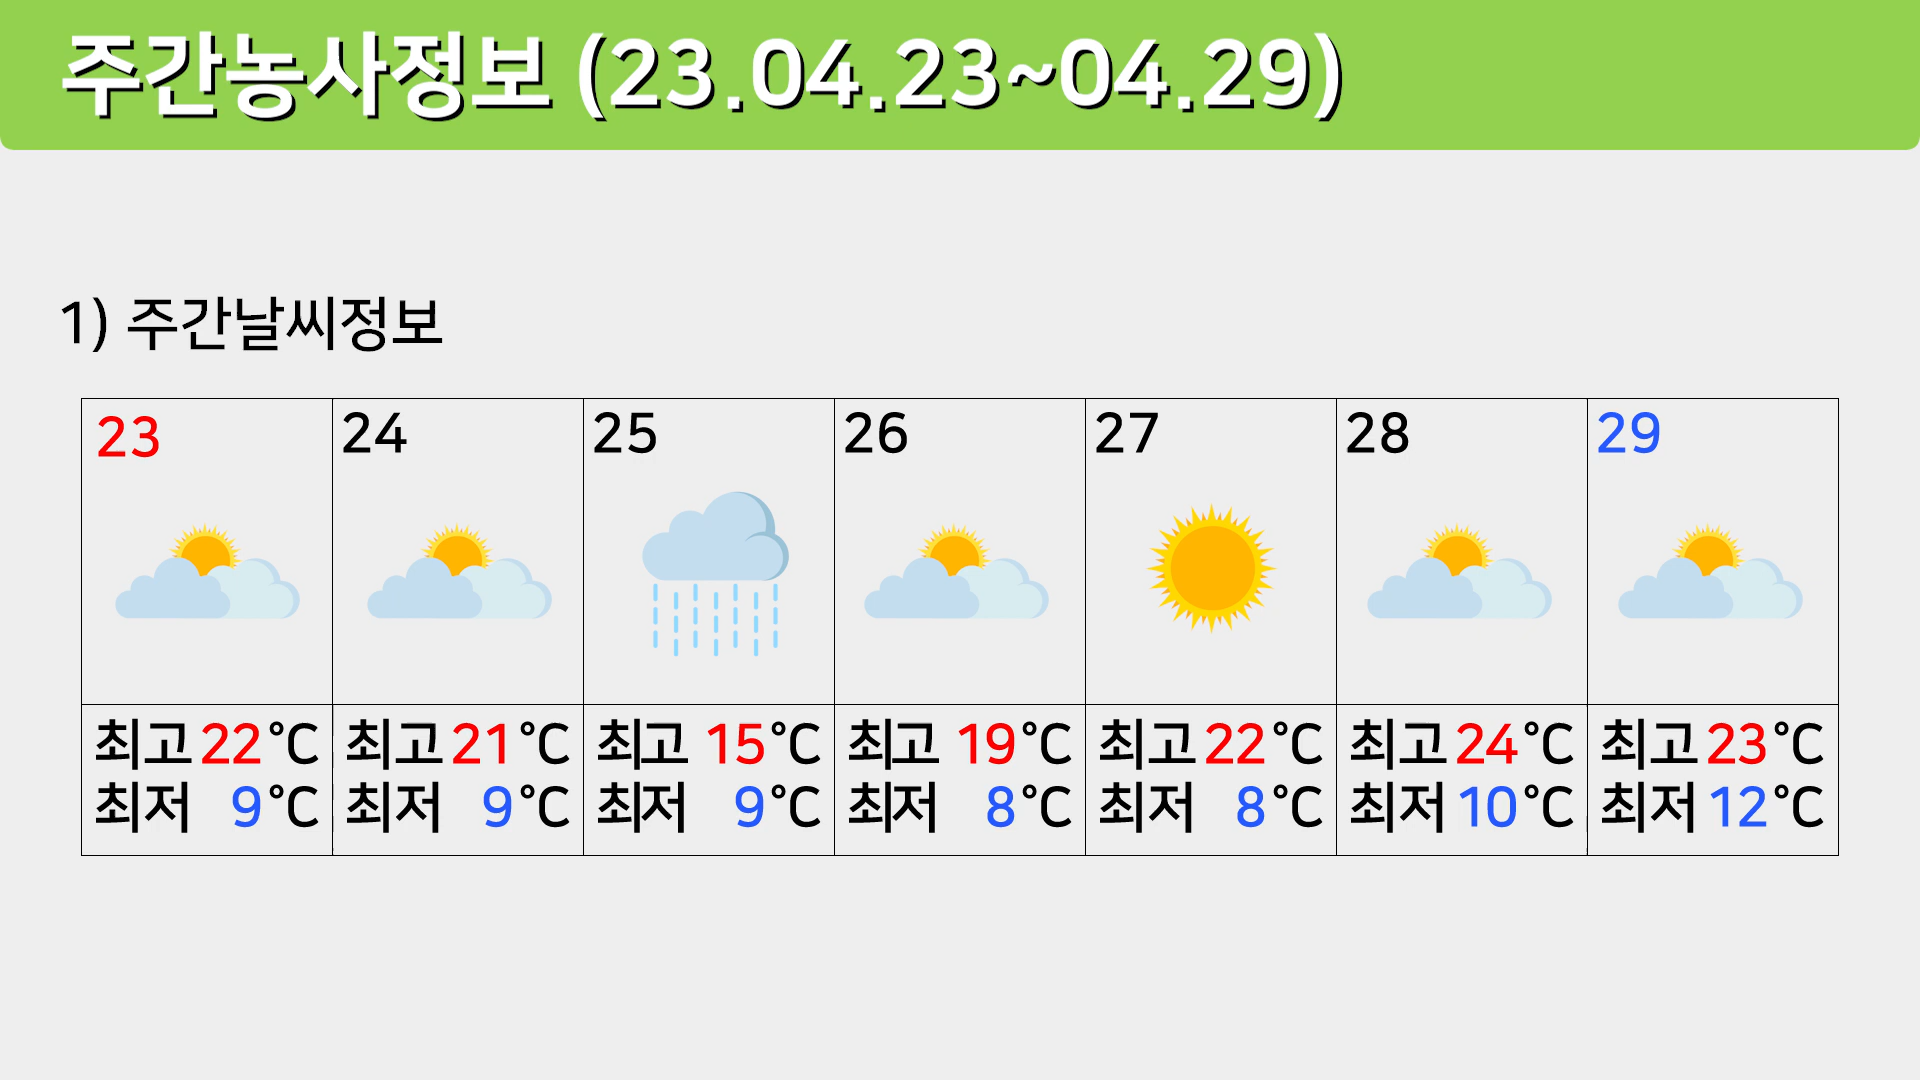 주간농사정보 (23.04.23~04.29)
1) 주간날씨정보
23 24 25 26 27 28 29
최고 22℃ 최고 21℃ 최고 15℃ 최고 19℃ 최고 22℃ 최고 24℃ 최고 23℃
최저 9℃ 최저 9℃ 최저 9℃ 최저 8℃ 최저 8℃ 최저 10℃ 최저 12℃